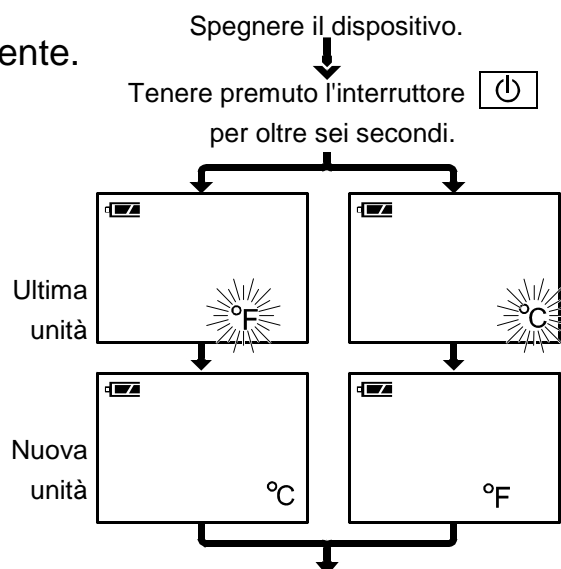 Spegnere il dispositivo.
ente.
Tenere premuto l'interruttore
per oltre sei secondi.
Ultima
unità
°F
°C
Nuova
unità
°C
°F